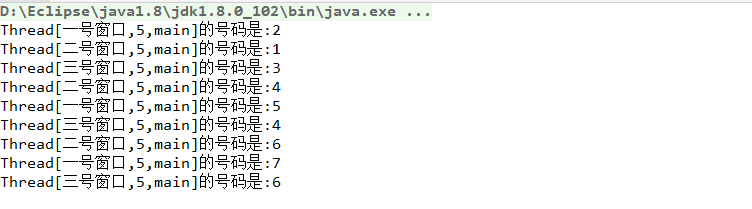 D:\Eclipse\java1.8\jdk1.8.0_102\bin\java.exe ...
Thread[一号窗口,5,main]的号码是:2
Thread[二号窗口,5,main]的号码是:1
Thread[三号窗口,5,main]的号码是:3
Thread[二号窗口,5,main]的号码是:4
Thread[一号窗口,5,main]的号码是:5
Thread[三号窗口,5,main]的号码是:4
Thread[二号窗口,5,main]的号码是:6
Thread[一号窗口,5,main]的号码是:7
Thread[三号窗口,5,main]的号码是:6